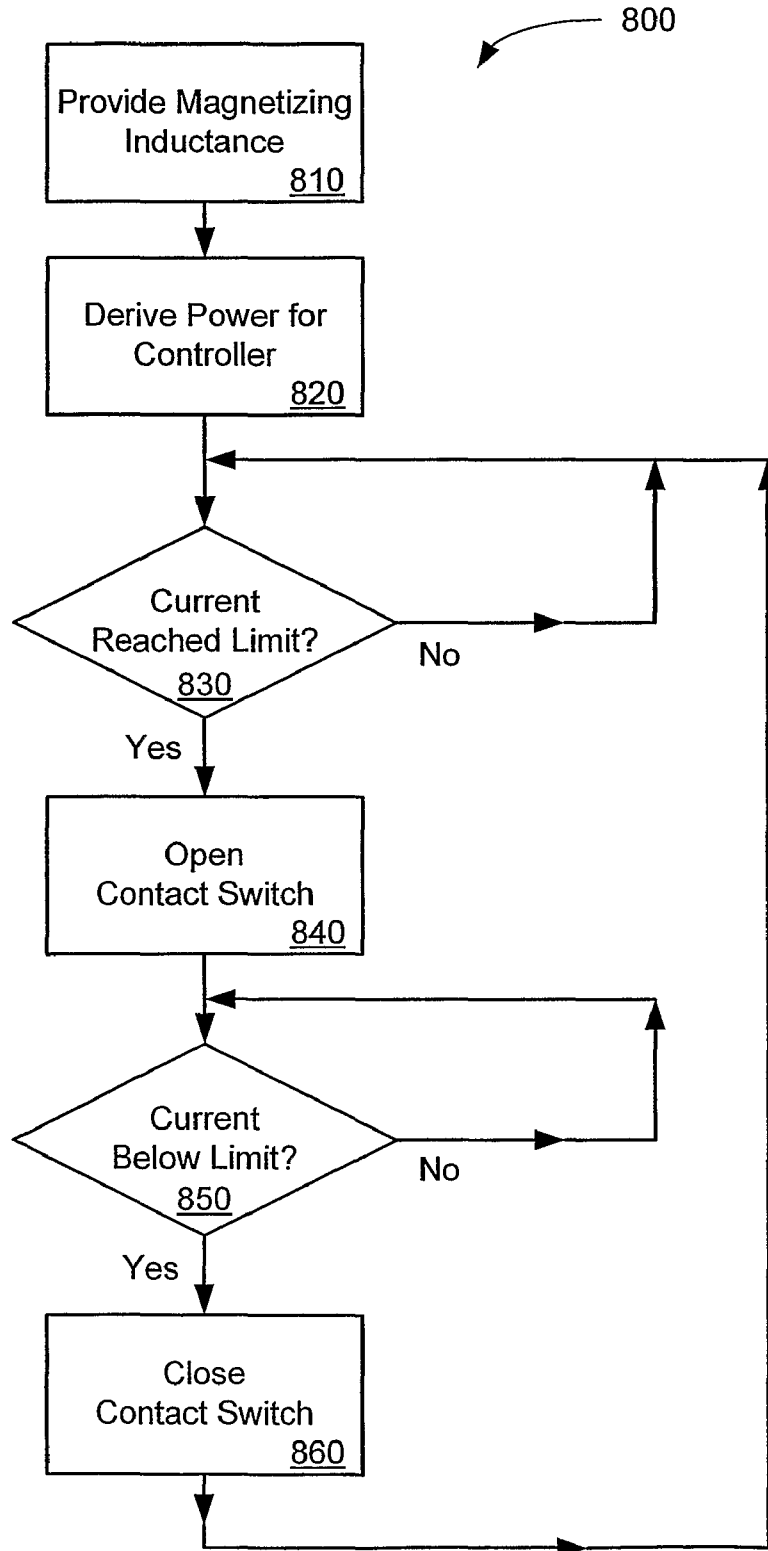 800
Provide Magnetizing
Inductance
810
Derive Power for
Controller
820
Current
Reached Limit?
830
No
Yes
Open
Contact Switch
840
Current
Below Limit?
850
No
Yes
Close
Contact Switch
860